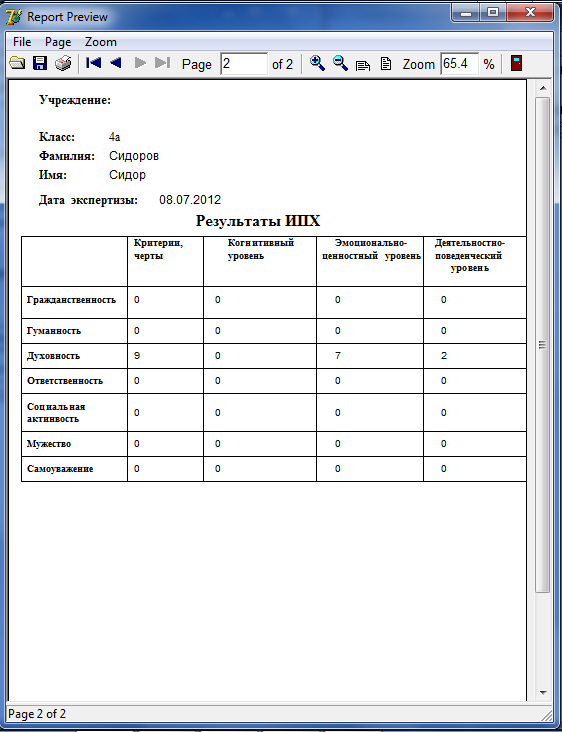 Report Preview
File Page Zoom
Page 2 of 2 Zoom 65.4 %
Учреждение:
Класс: 4а
Фамилия: Сидоров
Имя: Сидор
Дата экспертизы: 08.07.2012
Результаты ИПХ
Критерии, Когнитивный Эмоционально- Деятельностно-
черты уровень ценностный уровень поведенческий
уровень
Гражданственность 0 0 0 0
Гуманность 0 0 0 0
Духовность 9 0 7 2
Ответственность 0 0 0 0
Социальная
актинвость 0 0 0 0
Мужество 0 0 0 0
Самоуважение 0 0 0 0
Page 2 of 2